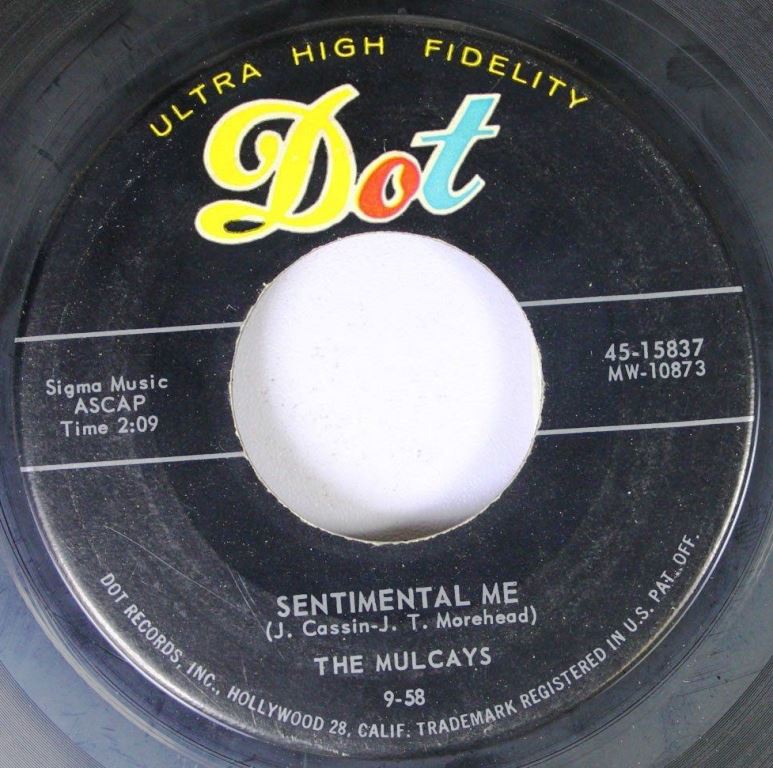 ULTRA HIGH FIDELITY
Dot
Sigma Music
ASCAP
Time 2:09
45-15837
MW-10873
SENTIMENTAL ME
(J. Cassin-J. T. Morehead)
THE MULCAYS
9-58
DOT RECORDS, INC., HOLLYWOOD 28, CALIF. TRADEMARK REGISTERED IN U.S. PAT. OFF.